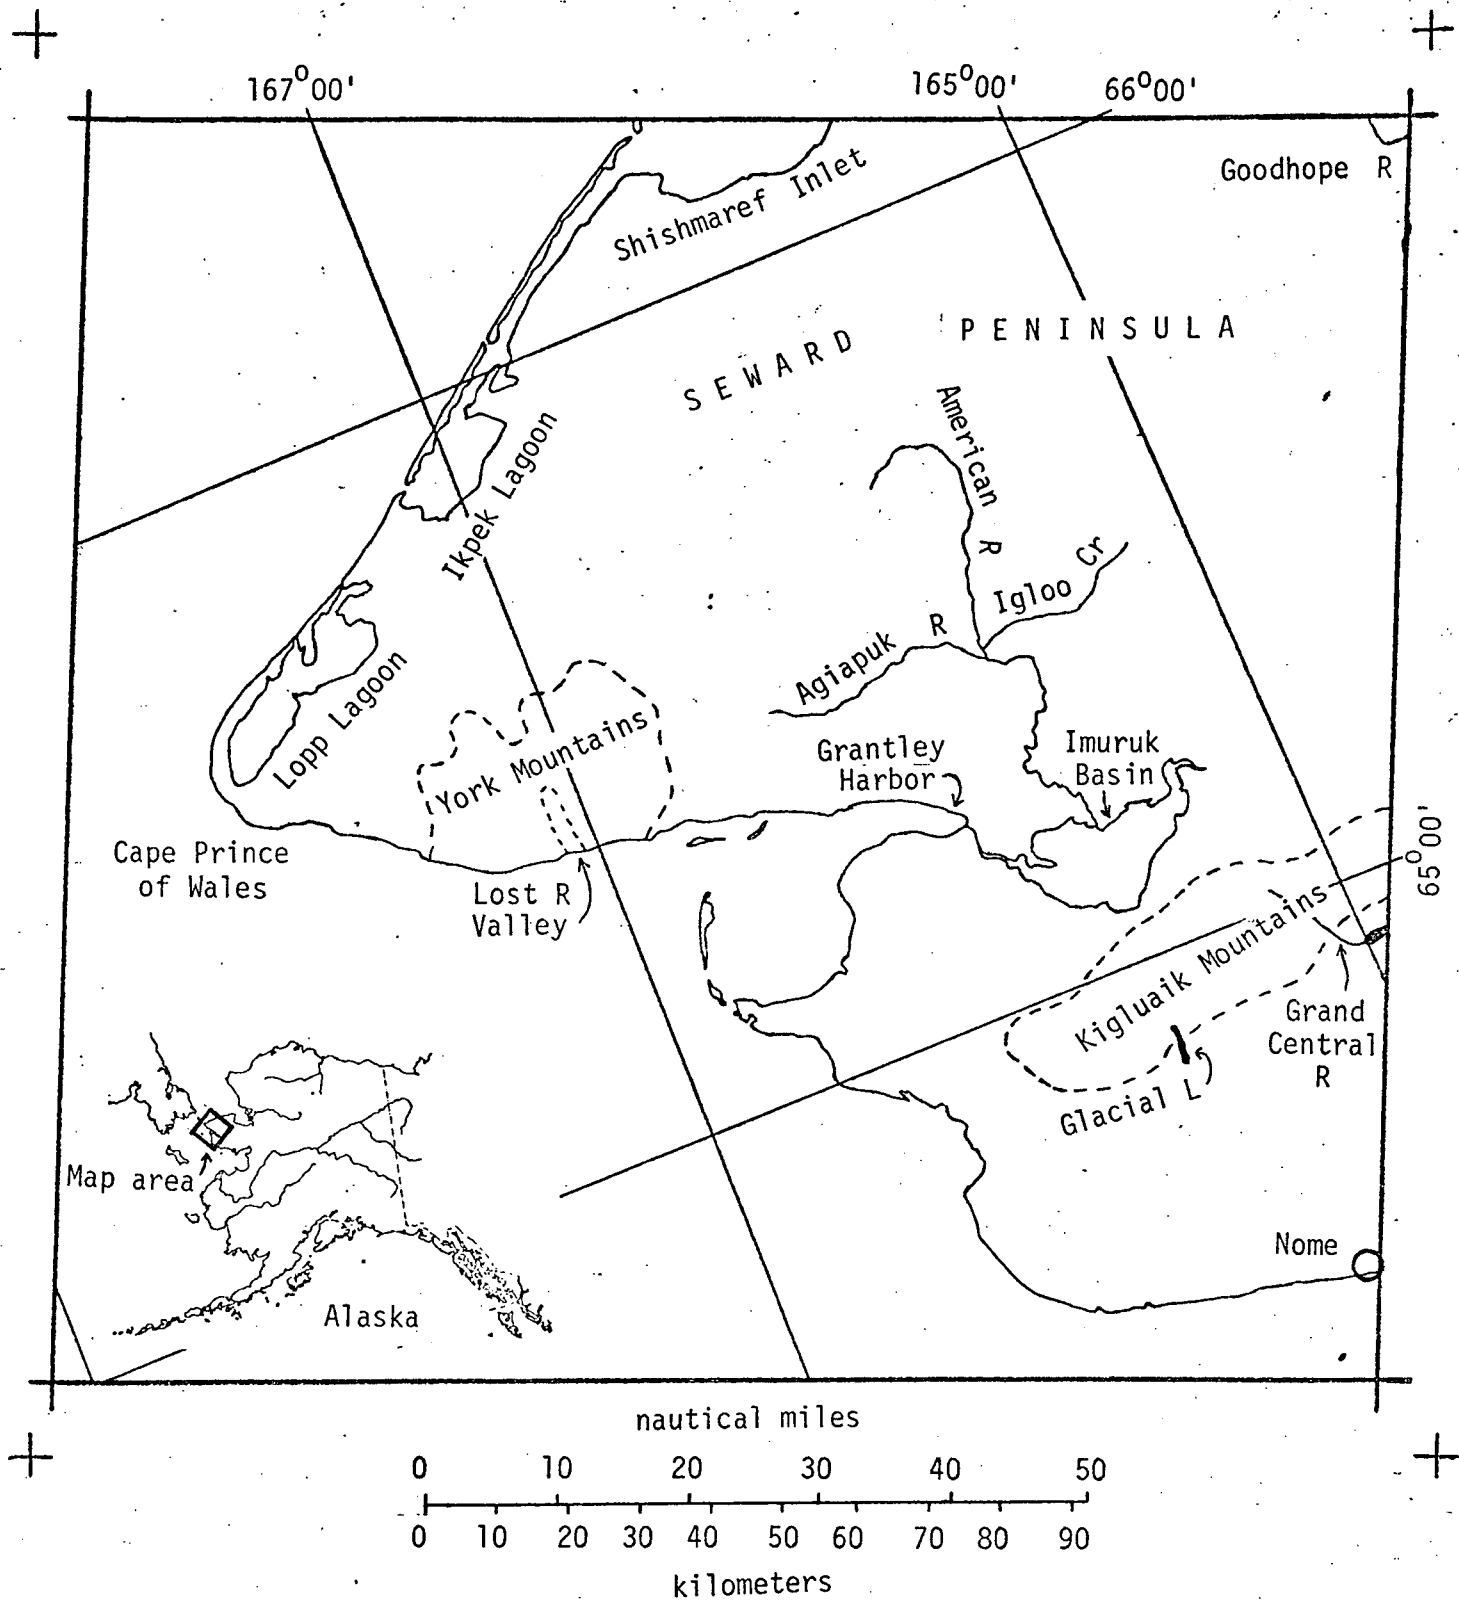 167°00'
165°00'
66°00'
Goodhope R
Shishmaref Inlet
SEWARD
PENINSULA
American R
Ikpek Lagoon
Igloo Cr
Agiapuk R
Lopp Lagoon
York Mountains
Grantley
Harbor
Imuruk
Basin
65°00'
Cape Prince
of Wales
Lost R
Valley
Kigluaik Mountains
Grand
Central
R
Glacial L
Map area
Alaska
Nome
nautical miles
0 10 20 30 40 50
0 10 20 30 40 50 60 70 80 90
kilometers